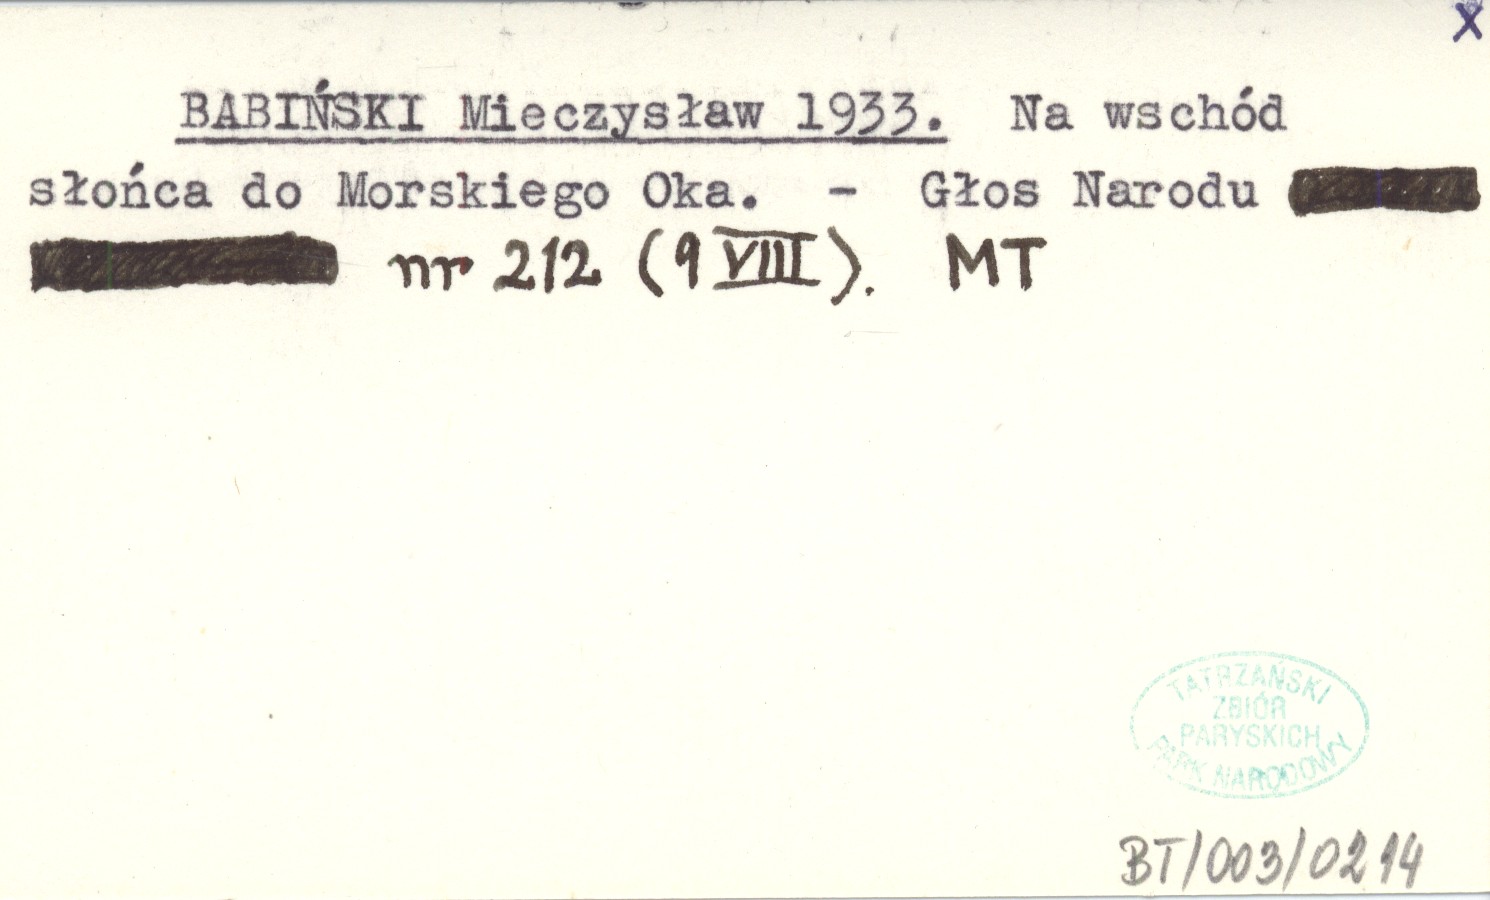 X
BABIŃSKI Mieczysław 1933. Na wschód
słońca do Morskiego Oka. - Głos Narodu
nr 212 (9 VIII). MT
TATRZAŃSKI
ZBIÓR
PARYSKICH
PARK NARODOWY
BT/003/0214